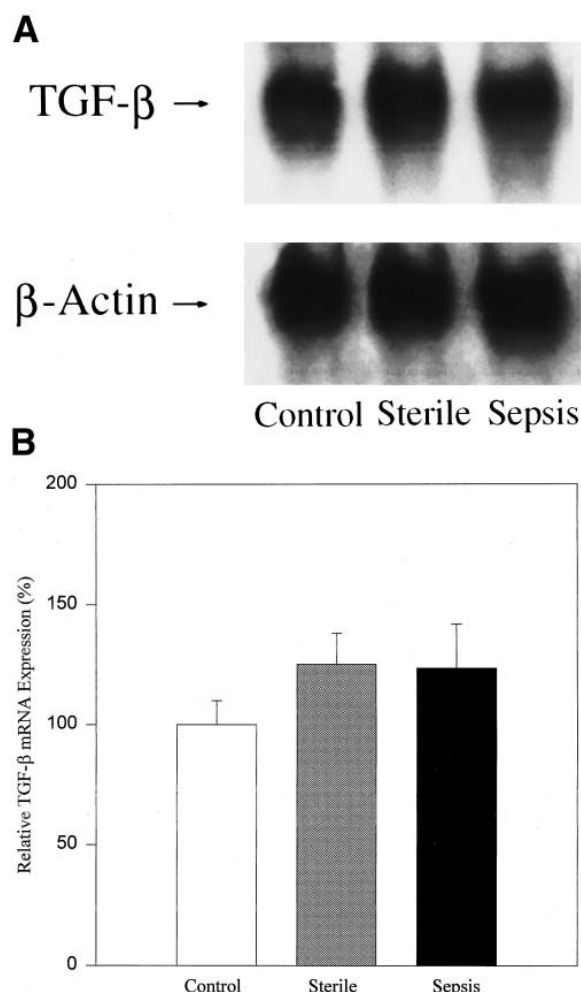 A
TGF-β →
β-Actin →
Control Sterile Sepsis
B
Relative TGF-β mRNA Expression (%)
200
150
100
50
0
Control Sterile Sepsis